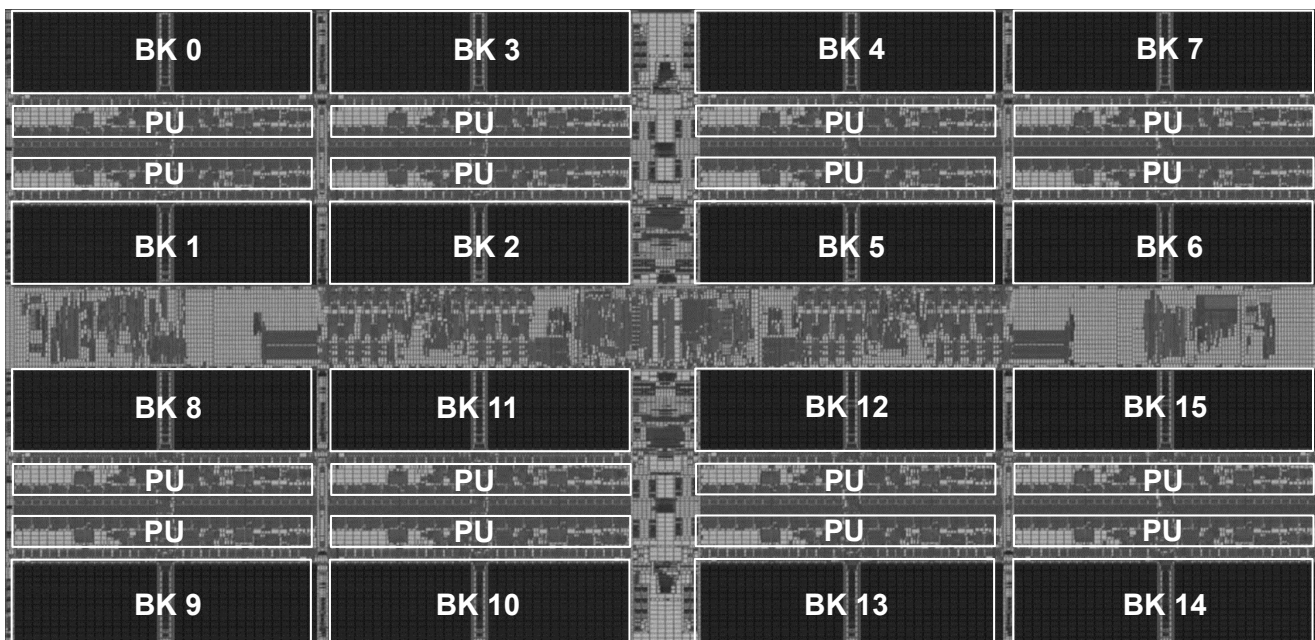 BK 0 BK 3 BK 4 BK 7
PU PU PU PU
PU PU PU PU
BK 1 BK 2 BK 5 BK 6
BK 8 BK 11 BK 12 BK 15
PU PU PU PU
PU PU PU PU
BK 9 BK 10 BK 13 BK 14